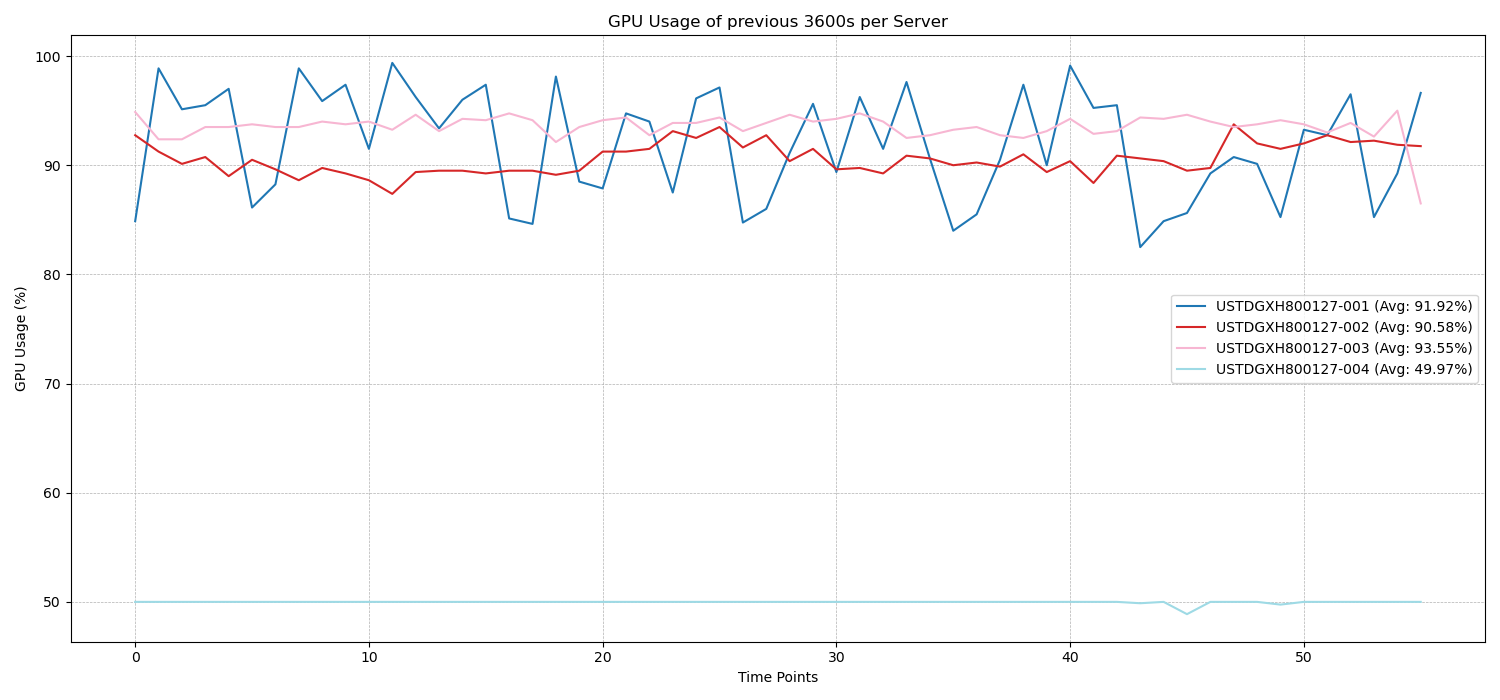 GPU Usage of previous 3600s per Server
100
90
80
70
60
50
GPU Usage (%)
USTDGXH800127-001 (Avg: 91.92%)
USTDGXH800127-002 (Avg: 90.58%)
USTDGXH800127-003 (Avg: 93.55%)
USTDGXH800127-004 (Avg: 49.97%)
0 10 20 30 40 50
Time Points